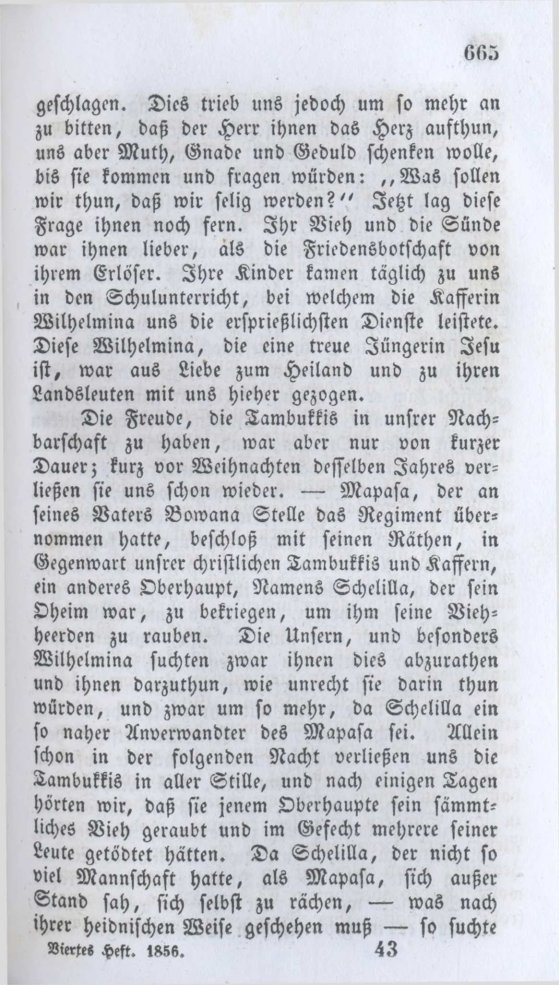 665
geschlagen. Dies trieb uns jedoch um so mehr an
zu bitten, daß der Herr ihnen das Herz aufthun,
uns aber Muth, Gnade und Geduld schenken wolle,
bis sie kommen und fragen würden: „Was sollen
wir thun, daß wir selig werden?“ Jetzt lag diese
Frage ihnen noch fern. Ihr Vieh und die Sünde
war ihnen lieber, als die Friedensbotschaft von
ihrem Erlöser. Ihre Kinder kamen täglich zu uns
in den Schulunterricht, bei welchem die Kafferin
Wilhelmina uns die ersprießlichsten Dienste leistete.
Diese Wilhelmina, die eine treue Jüngerin Jesu
ist, war aus Liebe zum Heiland und zu ihren
Landsleuten mit uns hieher gezogen.
Die Freude, die Tambukkis in unsrer Nach-
barschaft zu haben, war aber nur von kurzer
Dauer; kurz vor Weihnachten desselben Jahres ver-
ließen sie uns schon wieder. — Mapasa, der an
seines Vaters Bowana Stelle das Regiment über-
nommen hatte, beschloß mit seinen Räthen, in
Gegenwart unsrer christlichen Tambukkis und Kaffern,
ein anderes Oberhaupt, Namens Schelilla, der sein
Oheim war, zu bekriegen, um ihm seine Vieh-
heerden zu rauben. Die Unsern, und besonders
Wilhelmina suchten zwar ihnen dies abzurathen
und ihnen darzuthun, wie unrecht sie darin thun
würden, und zwar um so mehr, da Schelilla ein
so naher Anverwandter des Mapasa sei. Allein
schon in der folgenden Nacht verließen uns die
Tambukkis in aller Stille, und nach einigen Tagen
hörten wir, daß sie jenem Oberhaupte sein sämmt-
liches Vieh geraubt und im Gefecht mehrere seiner
Leute getödtet hätten. Da Schelilla, der nicht so
viel Mannschaft hatte, als Mapasa, sich außer
Stand sah, sich selbst zu rächen, — was nach
ihrer heidnischen Weise geschehen muß — so suchte
Viertes Heft. 1856. 43